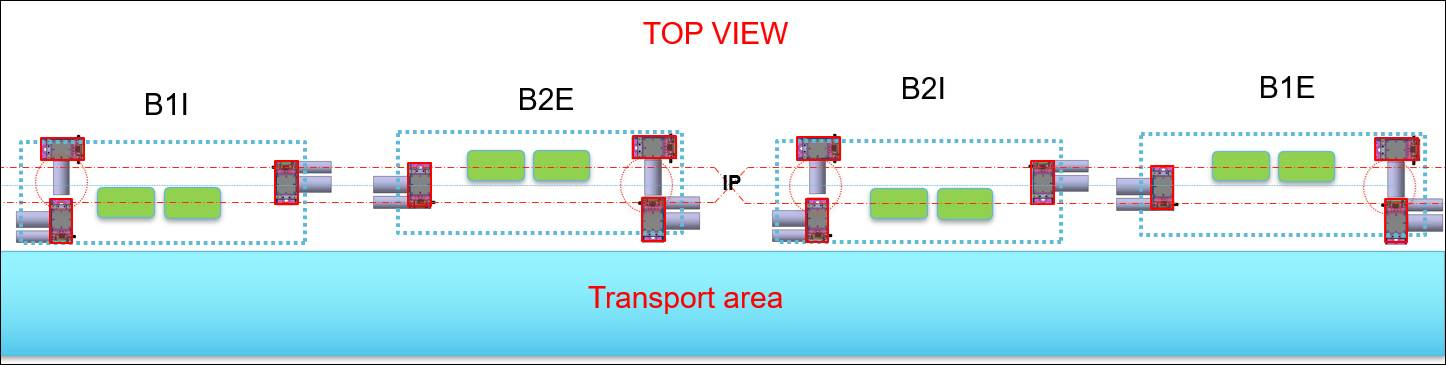 TOP VIEW
B1I
B2E
B2I
B1E
IP
Transport area